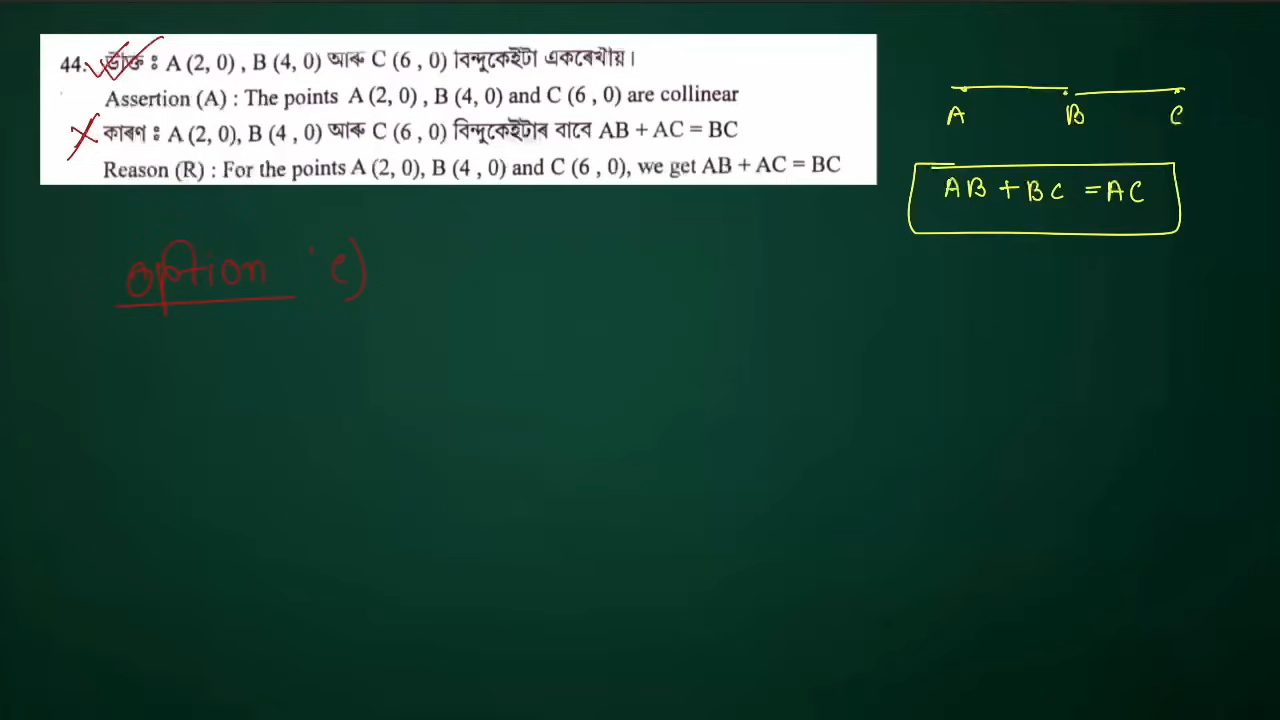 44. উক্তি : A (2, 0) , B (4, 0) আৰু C (6 , 0) বিন্দুকেইটা একৰেখীয়।
Assertion (A) : The points A (2, 0) , B (4, 0) and C (6 , 0) are collinear
কাৰণ : A (2, 0), B (4 , 0) আৰু C (6 , 0) বিন্দুকেইটাৰ বাবে AB + AC = BC
Reason (R) : For the points A (2, 0), B (4 , 0) and C (6 , 0), we get AB + AC = BC
A B C
AB + BC = AC
option c)